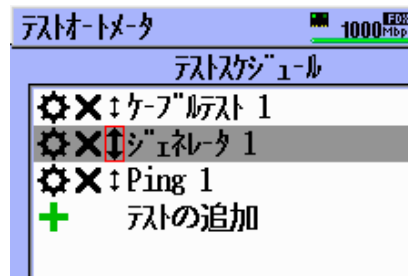 テストオートメータ 1000Mbp FDX
テストスケジュール
ケーブルテスト 1
ジェネレータ 1
Ping 1
テストの追加